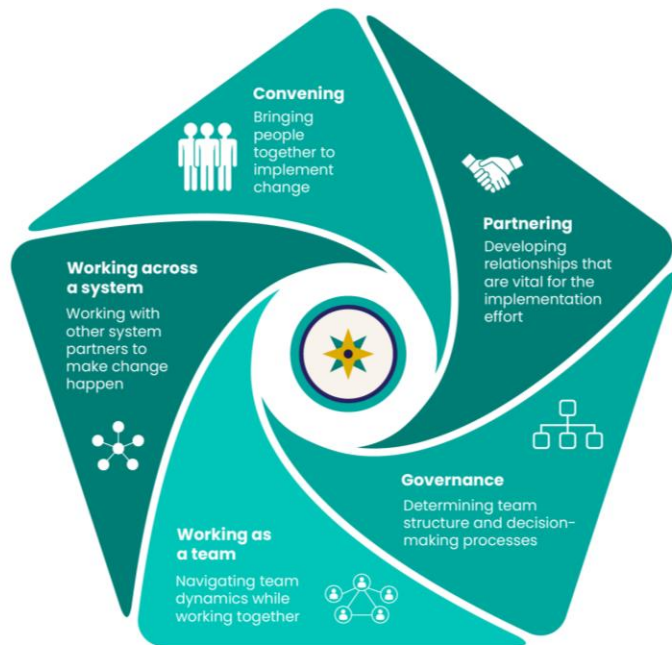 Convening
Bringing
people
together to
implement
change
Partnering
Developing
relationships that
are vital for the
implementation
effort
Governance
Determining team
structure and decision-
making processes
Working as
a team
Navigating team
dynamics while
working together
Working across
a system
Working with
other system
partners to
make change
happen